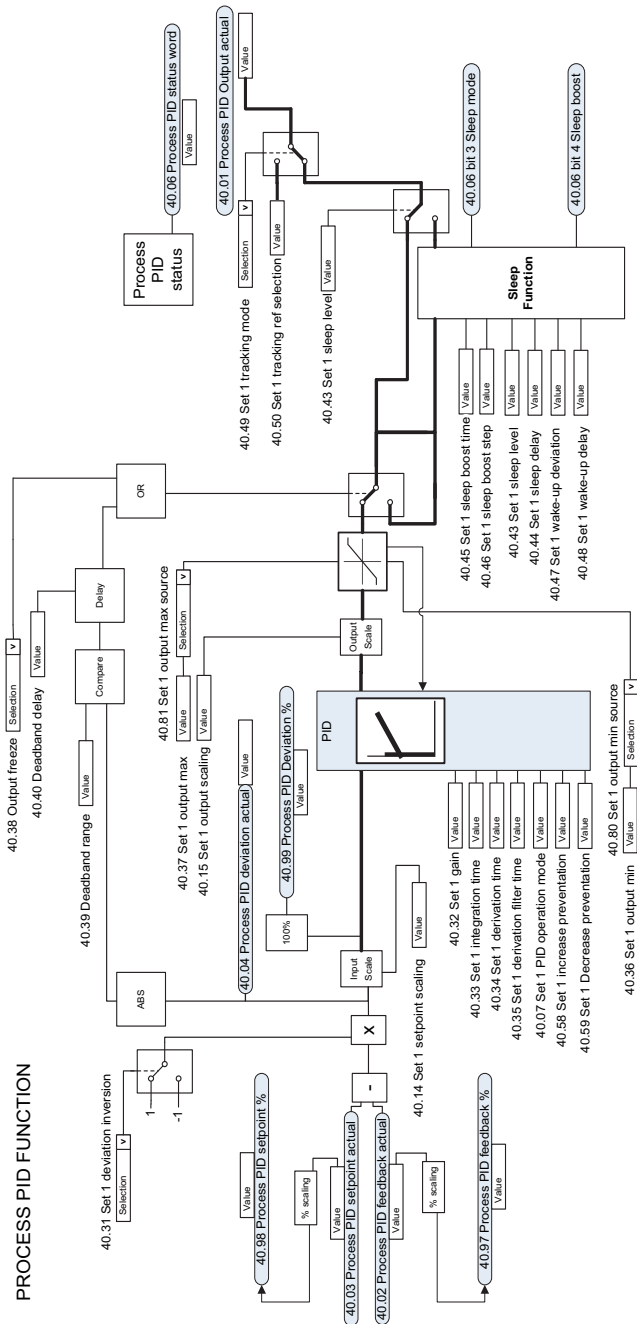 PROCESS PID FUNCTION
40.31 Set 1 deviation inversion
Selection v
1
-1
Value
40.98 Process PID setpoint %
% scaling
Value
40.03 Process PID setpoint actual
40.02 Process PID feedback actual
Value
% scaling
Value
40.97 Process PID feedback %
-
X
ABS
40.04 Process PID deviation actual
Value
Input
Scale
Value
40.14 Set 1 setpoint scaling
100%
40.99 Process PID Deviation %
Value
40.38 Output freeze
Selection v
40.40 Deadband delay
Value
40.39 Deadband range
Value
Compare
Delay
OR
40.81 Set 1 output max source
40.37 Set 1 output max
Value
Selection v
40.15 Set 1 output scaling
Value
PID
Output
Scale
40.32 Set 1 gain
Value
40.33 Set 1 integration time
Value
40.34 Set 1 derivation time
Value
40.35 Set 1 derivation filter time
Value
40.07 Set 1 PID operation mode
Value
40.58 Set 1 increase preventation
Value
40.59 Set 1 Decrease preventation
Value
40.80 Set 1 output min source
40.36 Set 1 output min
Value
Selection v
Process
PID
status
40.06 Process PID status word
Value
40.01 Process PID Output actual
Value
40.49 Set 1 tracking mode
Selection v
40.50 Set 1 tracking ref selection
Value
40.43 Set 1 sleep level
Value
40.45 Set 1 sleep boost time
Value
40.46 Set 1 sleep boost step
Value
40.43 Set 1 sleep level
Value
40.44 Set 1 sleep delay
Value
40.47 Set 1 wake-up deviation
Value
40.48 Set 1 wake-up delay
Value
Sleep
Function
40.06 bit 3 Sleep mode
40.06 bit 4 Sleep boost